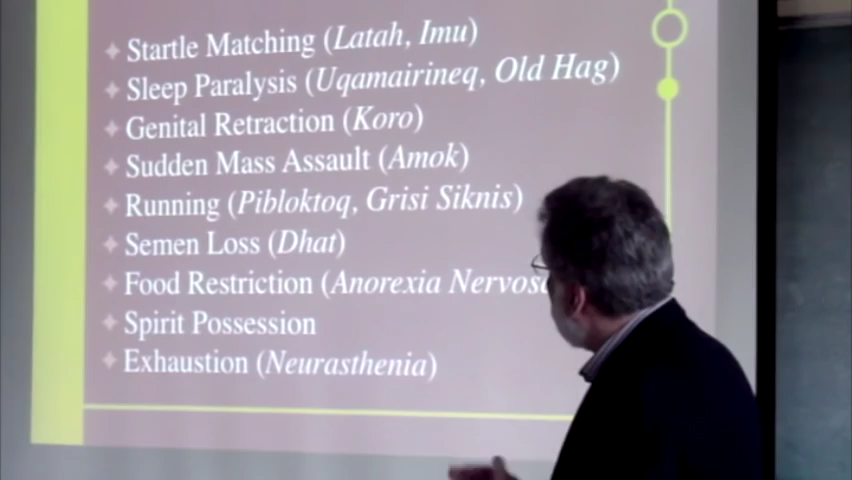 Startle Matching (Latah, Imu)
Sleep Paralysis (Uqamairineq, Old Hag)
Genital Retraction (Koro)
Sudden Mass Assault (Amok)
Running (Pibloktoq, Grisi Siknis)
Semen Loss (Dhat)
Food Restriction (Anorexia Nervosa
Spirit Possession
Exhaustion (Neurasthenia)